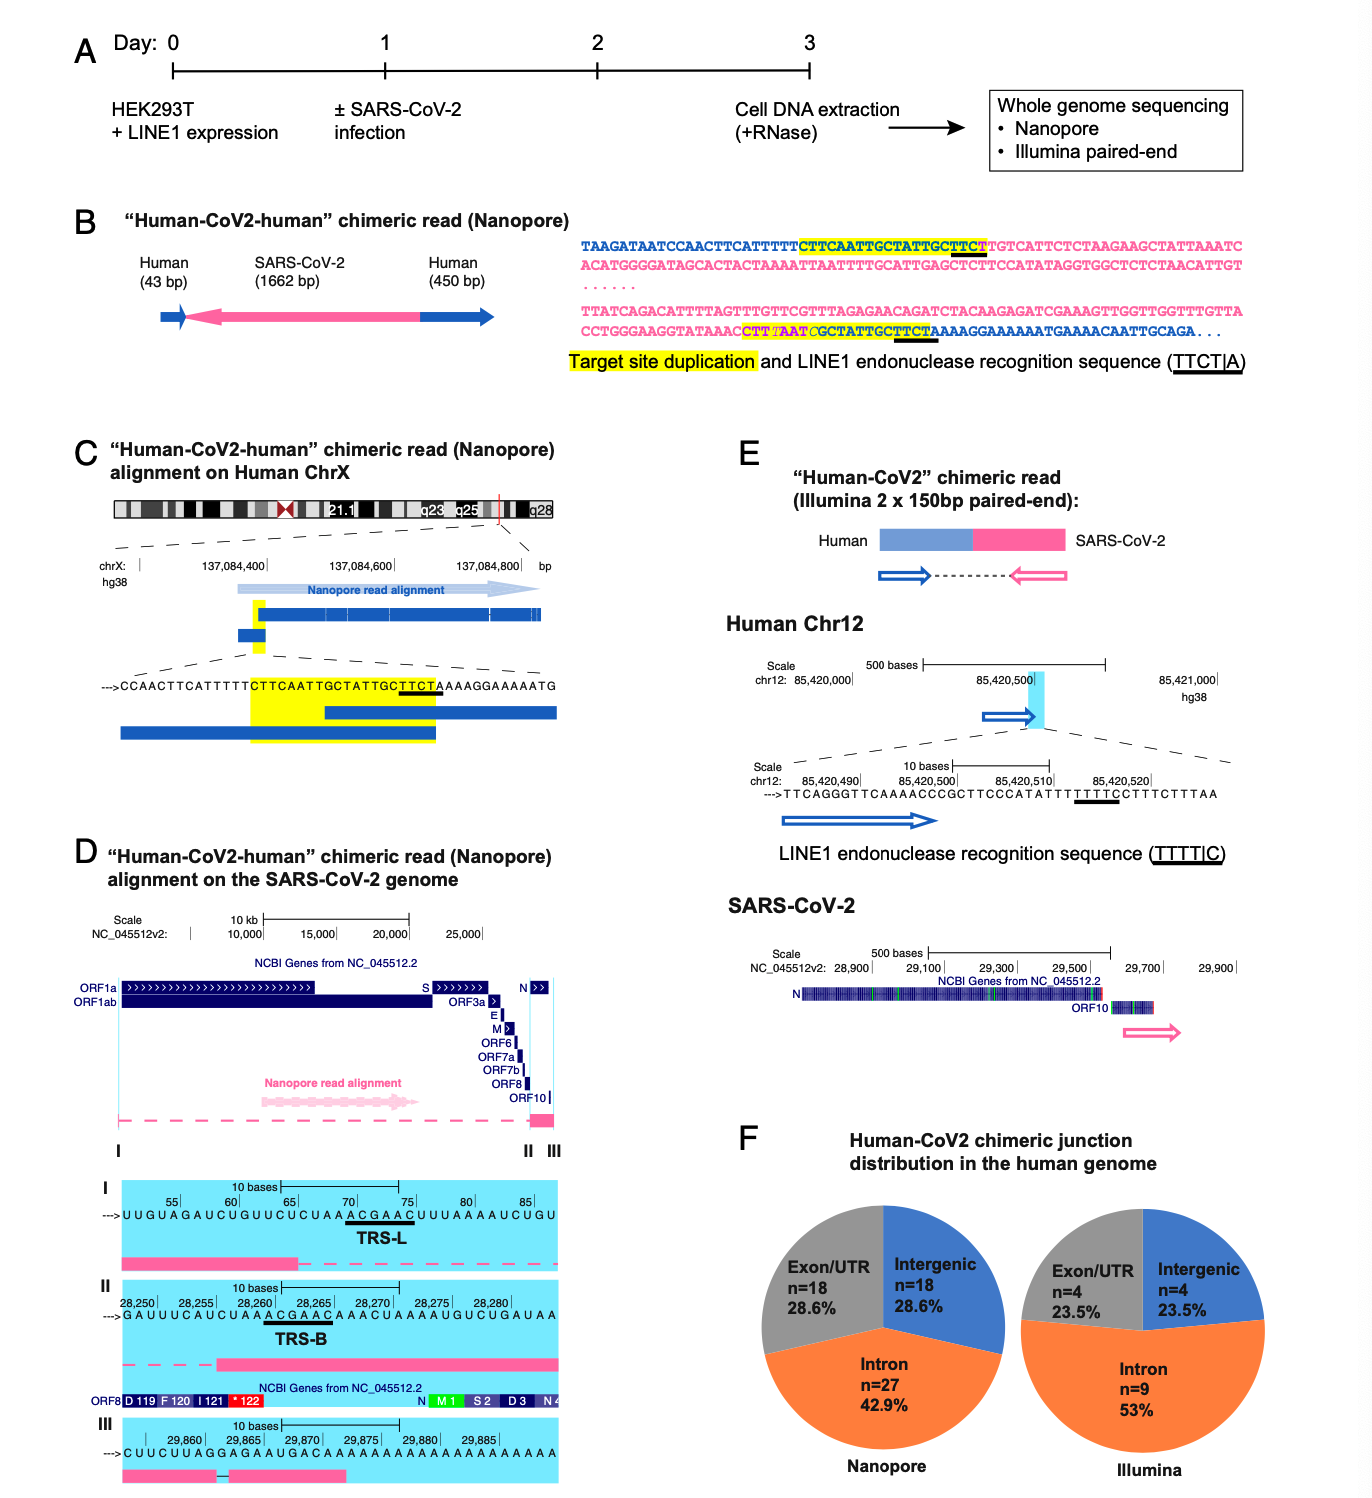 A
Day: 0 1 2 3
HEK293T
+ LINE1 expression
± SARS-CoV-2
infection
Cell DNA extraction
(+RNase)
Whole genome sequencing
• Nanopore
• Illumina paired-end
B
“Human-CoV2-human” chimeric read (Nanopore)
Human
(43 bp)
SARS-CoV-2
(1662 bp)
Human
(450 bp)
TAAGATAATCCAACTTCATTTTTCTTCAATTGCTATTGCTTCTTGTCATTCTCTAAGAAGCTATTAAATC
ACATGGGGATAGCACTACTAAAATTAATTTTGCATTGAGCTCTTCCATATAGGTGGCTCTCTAACATTGT
......
TTATCAGACATTTTAGTTTGTTCGTTTAGAGAACAGATCTACAAGAGATCGAAAGTTGGTTGGTTTGTTA
CCTGGGAAGGTATAAACCTTTAATCGCTATTGCTTCTAAAAGGAAAAAATGAAAACAATTGCAGA...
Target site duplication and LINE1 endonuclease recognition sequence (TTCT|A)
C
“Human-CoV2-human” chimeric read (Nanopore)
alignment on Human ChrX
21.1 q23 q25 q28
chrX: 137,084,400 137,084,600 137,084,800 bp
hg38
Nanopore read alignment
--->CCAACTTCATTTTTCTTCAATTGCTATTGCTTCTAAAAGGAAAAATG
D
“Human-CoV2-human” chimeric read (Nanopore)
alignment on the SARS-CoV-2 genome
Scale 10 kb
NC_045512v2: 10,000 15,000 20,000 25,000
NCBI Genes from NC_045512.2
ORF1a S N
ORF1ab ORF3a
E
M
ORF6
ORF7a
ORF7b
ORF8
ORF10
Nanopore read alignment
I II III
I
10 bases
55 60 65 70 75 80 85
--->UUGUAGAUCUGUUCUCUAAACGAACUUUAAAAUCUGU
TRS-L
II
10 bases
28,250 28,255 28,260 28,265 28,270 28,275 28,280
--->GAUUUCAUCUAAACGAACAAACUAAAAUGUCUGAUAA
TRS-B
NCBI Genes from NC_045512.2
ORF8 D 119 F 120 I 121 * 122 N M 1 S 2 D 3 N 4
III
10 bases
29,860 29,865 29,870 29,875 29,880 29,885
--->CUUCUUAGGAGAAUGACAAAAAAAAAAAAAAAAAAAA
E
“Human-CoV2” chimeric read
(Illumina 2 x 150bp paired-end):
Human SARS-CoV-2
Human Chr12
Scale 500 bases
chr12: 85,420,000 85,420,500 85,421,000
hg38
Scale 10 bases
chr12: 85,420,490 85,420,500 85,420,510 85,420,520
--->TTCAGGGTTCAAAACCCGCTTCCCATATTTTTTTCCTTTCTTTAA
LINE1 endonuclease recognition sequence (TTTT|C)
SARS-CoV-2
Scale 500 bases
NC_045512v2: 28,900 29,100 29,300 29,500 29,700 29,900
NCBI Genes from NC_045512.2
N
ORF10
F
Human-CoV2 chimeric junction
distribution in the human genome
Exon/UTR
n=18
28.6%
Intergenic
n=18
28.6%
Intron
n=27
42.9%
Nanopore
Exon/UTR
n=4
23.5%
Intergenic
n=4
23.5%
Intron
n=9
53%
Illumina